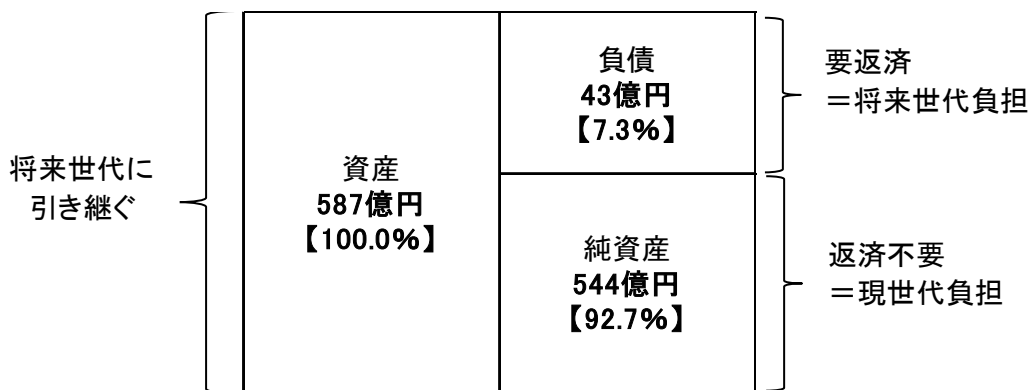 将来世代に
引き継ぐ
資産
587億円
【100.0%】
負債
43億円
【7.3%】
要返済
＝将来世代負担
純資産
544億円
【92.7%】
返済不要
＝現世代負担